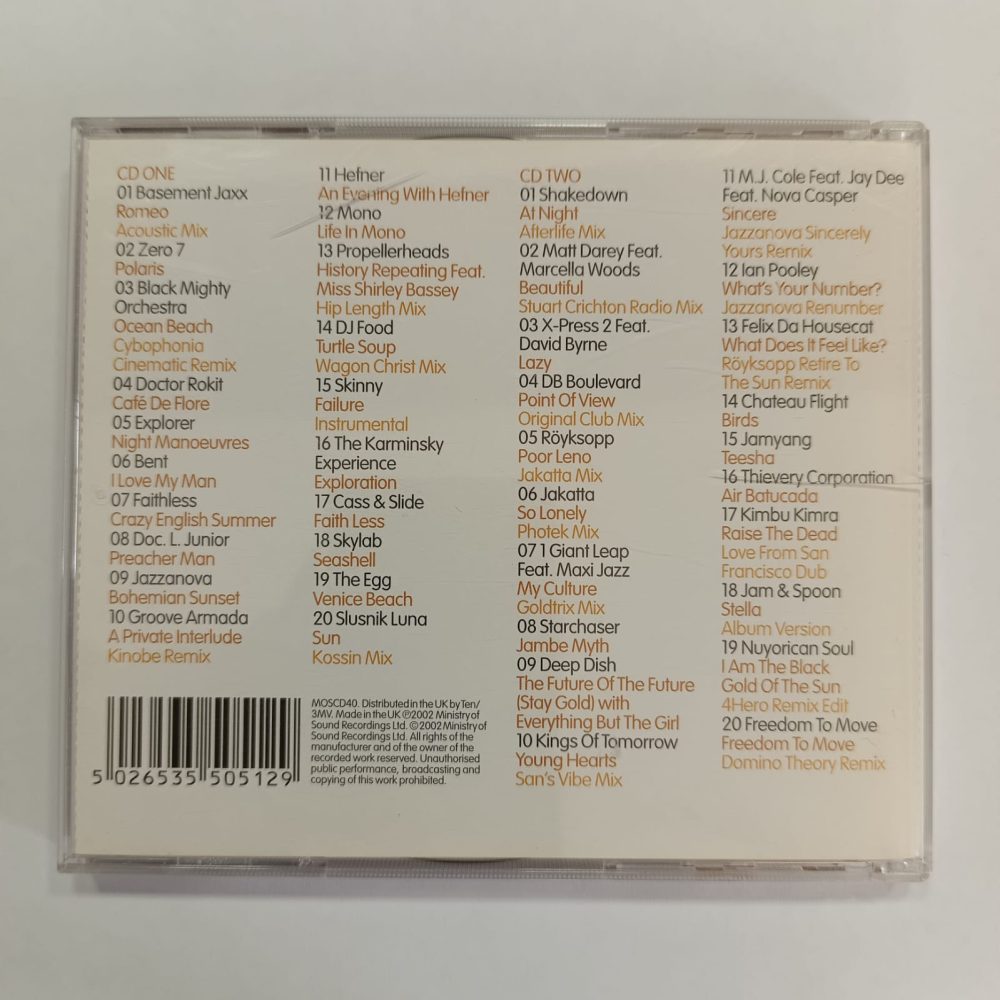 CD ONE
01 Basement Jaxx
Romeo
Acoustic Mix
02 Zero 7
Polaris
03 Black Mighty
Orchestra
Ocean Beach
Cybophonia
Cinematic Remix
04 Doctor Rokit
Café De Flore
05 Explorer
Night Manoeuvres
06 Bent
I Love My Man
07 Faithless
Crazy English Summer
08 Doc. L. Junior
Preacher Man
09 Jazzanova
Bohemian Sunset
10 Groove Armada
A Private Interlude
Kinobe Remix
11 Hefner
An Evening With Hefner
12 Mono
Life In Mono
13 Propellerheads
History Repeating Feat.
Miss Shirley Bassey
Hip Length Mix
14 DJ Food
Turtle Soup
Wagon Christ Mix
15 Skinny
Failure
Instrumental
16 The Karminsky
Experience
Exploration
17 Cass & Slide
Faith Less
18 Skylab
Seashell
19 The Egg
Venice Beach
20 Slusnik Luna
Sun
Kossin Mix
CD TWO
01 Shakedown
At Night
Afterlife Mix
02 Matt Darey Feat.
Marcella Woods
Beautiful
Stuart Crichton Radio Mix
03 X-Press 2 Feat.
David Byrne
Lazy
04 DB Boulevard
Point Of View
Original Club Mix
05 Röyksopp
Poor Leno
Jakatta Mix
06 Jakatta
So Lonely
Photek Mix
07 1 Giant Leap
Feat. Maxi Jazz
My Culture
Goldtrix Mix
08 Starchaser
Jambe Myth
09 Deep Dish
The Future Of The Future
(Stay Gold) with
Everything But The Girl
10 Kings Of Tomorrow
Young Hearts
San's Vibe Mix
11 M.J. Cole Feat. Jay Dee
Feat. Nova Casper
Sincere
Jazzanova Sincerely
Yours Remix
12 Ian Pooley
What's Your Number?
Jazzanova Renumber
13 Felix Da Housecat
What Does It Feel Like?
Röyksopp Retire To
The Sun Remix
14 Chateau Flight
Birds
15 Jamyang
Teesha
16 Thievery Corporation
Air Batucada
17 Kimbu Kimra
Raise The Dead
Love From San
Francisco Dub
18 Jam & Spoon
Stella
Album Version
19 Nuyorican Soul
I Am The Black
Gold Of The Sun
4Hero Remix Edit
20 Freedom To Move
Freedom To Move
Domino Theory Remix
MOSCD40. Distributed in the UK by Ten/
3MV. Made in the UK ℗2002 Ministry of
Sound Recordings Ltd. ©2002 Ministry of
Sound Recordings Ltd. All rights of the
manufacturer and of the owner of the
recorded work reserved. Unauthorised
public performance, broadcasting and
copying of this work prohibited.
5 026535 505129